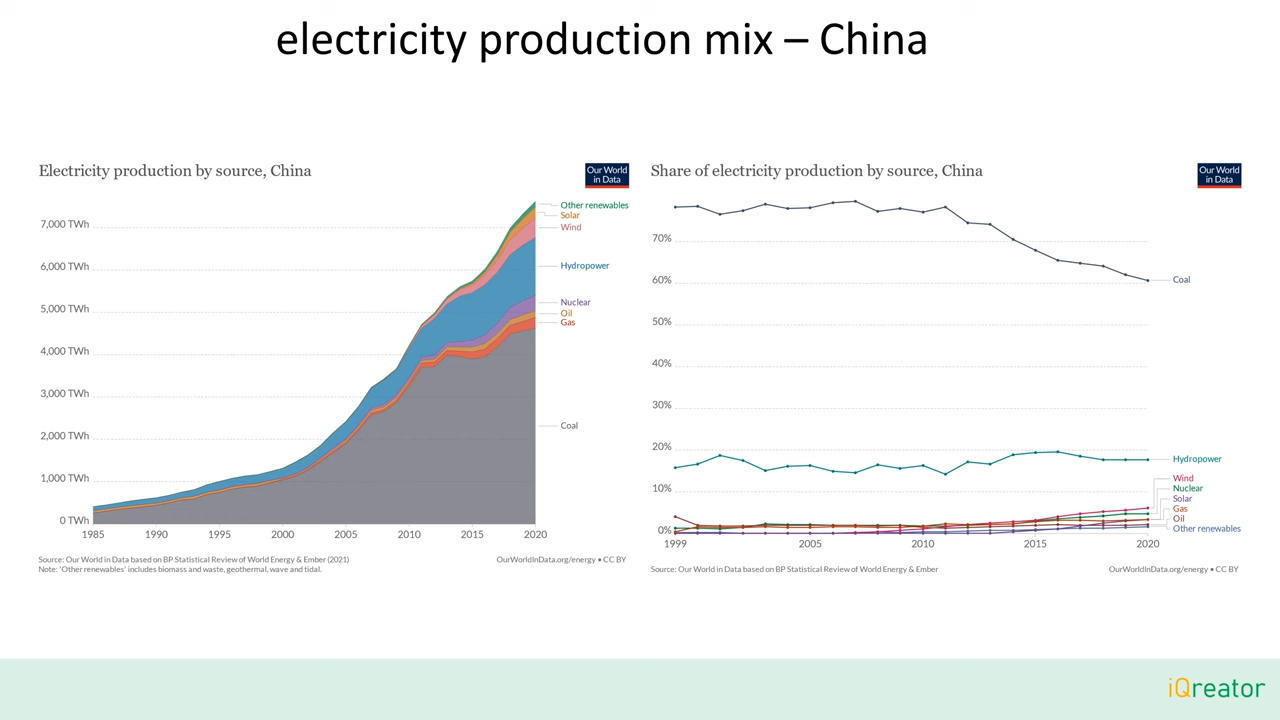 electricity production mix – China
Electricity production by source, China
Our World
in Data
7,000 TWh
6,000 TWh
5,000 TWh
4,000 TWh
3,000 TWh
2,000 TWh
1,000 TWh
0 TWh
1985
1990
1995
2000
2005
2010
2015
2020
Other renewables
Solar
Wind
Hydropower
Nuclear
Oil
Gas
Coal
Source: Our World in Data based on BP Statistical Review of World Energy & Ember (2021)
OurWorldInData.org/energy • CC BY
Note: 'Other renewables' includes biomass and waste, geothermal, wave and tidal.
Share of electricity production by source, China
Our World
in Data
70%
60%
50%
40%
30%
20%
10%
0%
1999
2005
2010
2015
2020
Coal
Hydropower
Wind
Nuclear
Solar
Gas
Oil
Other renewables
Source: Our World in Data based on BP Statistical Review of World Energy & Ember
OurWorldInData.org/energy • CC BY
iQreator